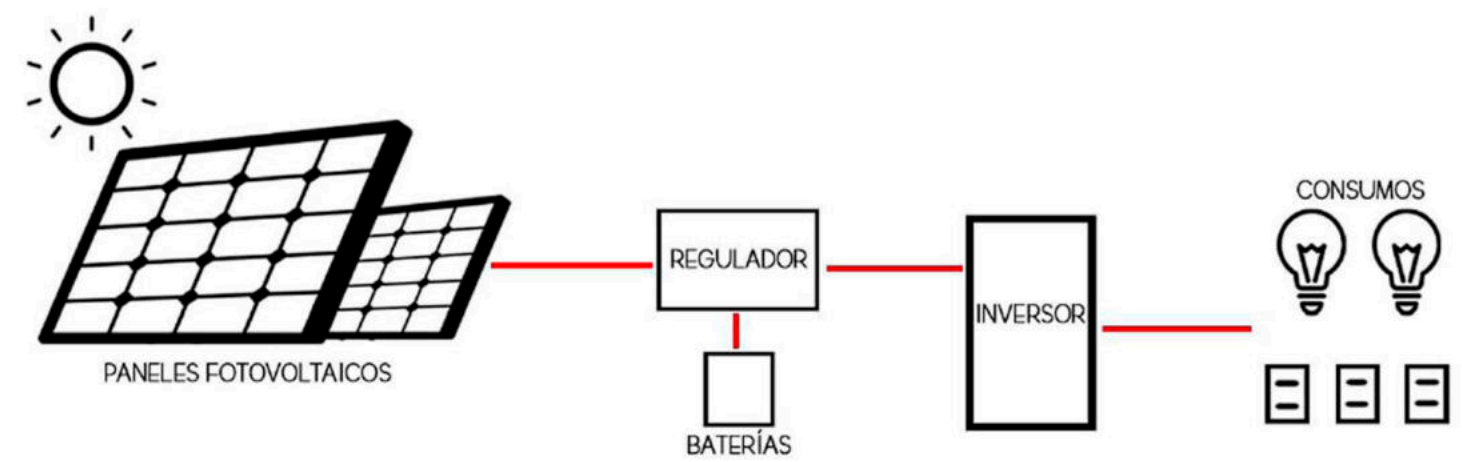 PANELES FOTOVOLTAICOS
REGULADOR
BATERÍAS
INVERSOR
CONSUMOS